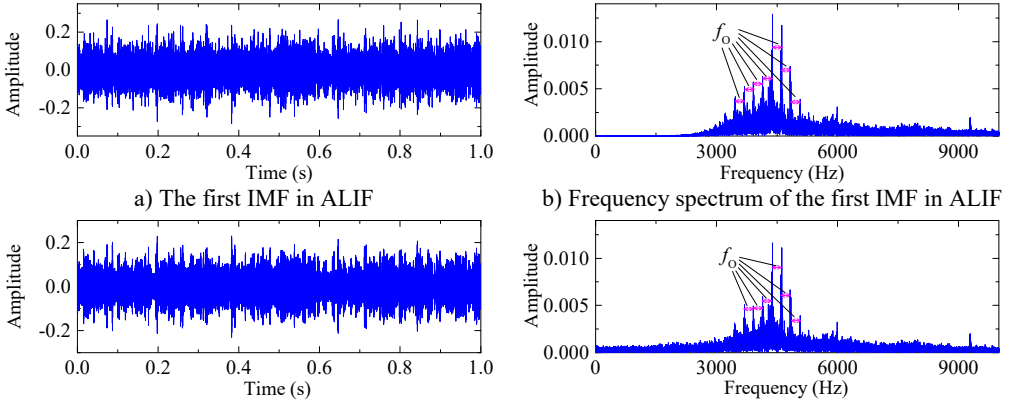 Amplitude
0.2
0.0
-0.2
0.0 0.2 0.4 0.6 0.8 1.0
Time (s)
a) The first IMF in ALIF
Amplitude
0.010
0.005
0.000
fO
0 3000 6000 9000
Frequency (Hz)
b) Frequency spectrum of the first IMF in ALIF
Amplitude
0.2
0.0
-0.2
0.0 0.2 0.4 0.6 0.8 1.0
Time (s)
Amplitude
0.010
0.005
0.000
fO
0 3000 6000 9000
Frequency (Hz)